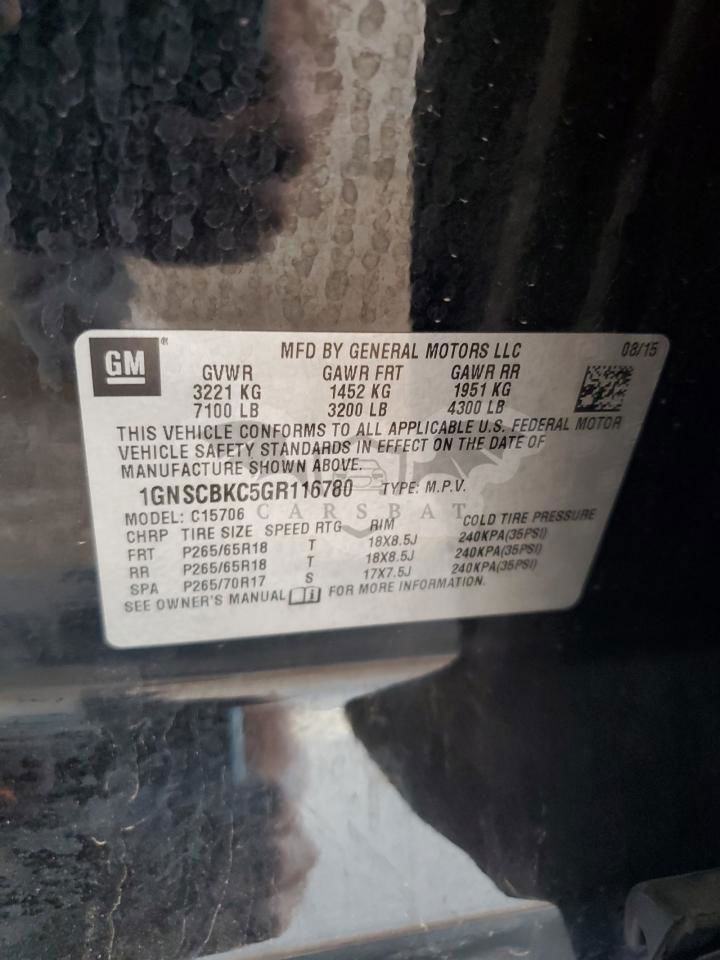 GM®
MFD BY GENERAL MOTORS LLC 08/15
GVWR GAWR FRT GAWR RR
3221 KG 1452 KG 1951 KG
7100 LB 3200 LB 4300 LB
THIS VEHICLE CONFORMS TO ALL APPLICABLE U.S. FEDERAL MOTOR
VEHICLE SAFETY STANDARDS IN EFFECT ON THE DATE OF
MANUFACTURE SHOWN ABOVE.
1GNSCBKC5GR116780 TYPE: M.P.V.
CARSBAT
MODEL: C15706
CHRP TIRE SIZE SPEED RTG RIM COLD TIRE PRESSURE
FRT P265/65R18 T 18X8.5J 240KPA(35PSI)
RR P265/65R18 T 18X8.5J 240KPA(35PSI)
SPA P265/70R17 S 17X7.5J 240KPA(35PSI)
SEE OWNER'S MANUAL i FOR MORE INFORMATION.